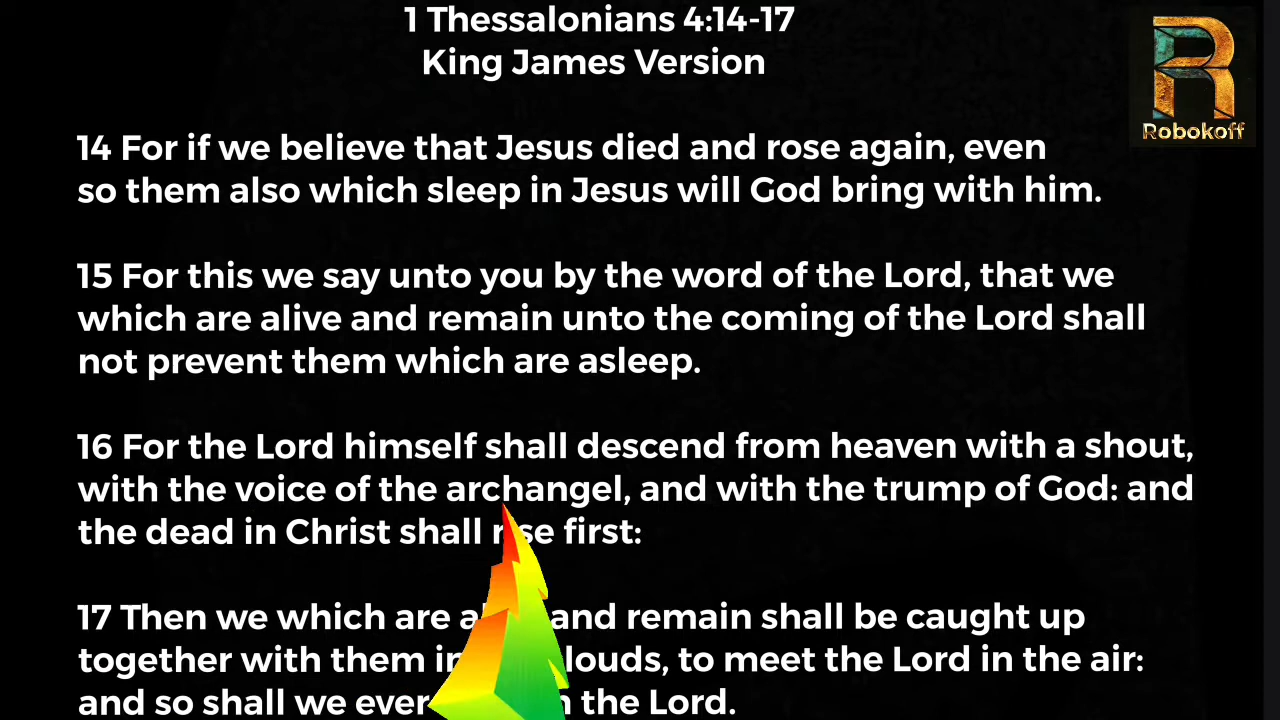 1 Thessalonians 4:14-17
King James Version
Robokoff
14 For if we believe that Jesus died and rose again, even
so them also which sleep in Jesus will God bring with him.
15 For this we say unto you by the word of the Lord, that we
which are alive and remain unto the coming of the Lord shall
not prevent them which are asleep.
16 For the Lord himself shall descend from heaven with a shout,
with the voice of the archangel, and with the trump of God: and
the dead in Christ shall rise first:
17 Then we which are and remain shall be caught up
together with them to meet the Lord in the air:
and so shall we ever the Lord.